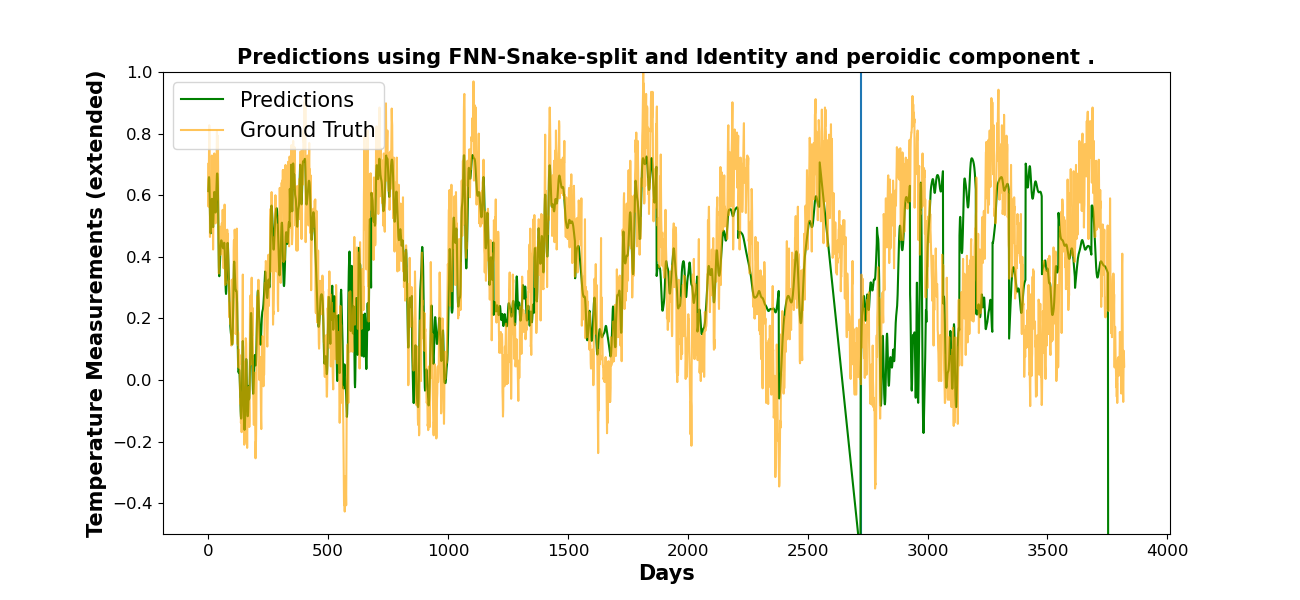 Predictions using FNN-Snake-split and Identity and peroidic component .
Temperature Measurements (extended)
1.0
0.8
0.6
0.4
0.2
0.0
−0.2
−0.4
Predictions
Ground Truth
0 500 1000 1500 2000 2500 3000 3500 4000
Days